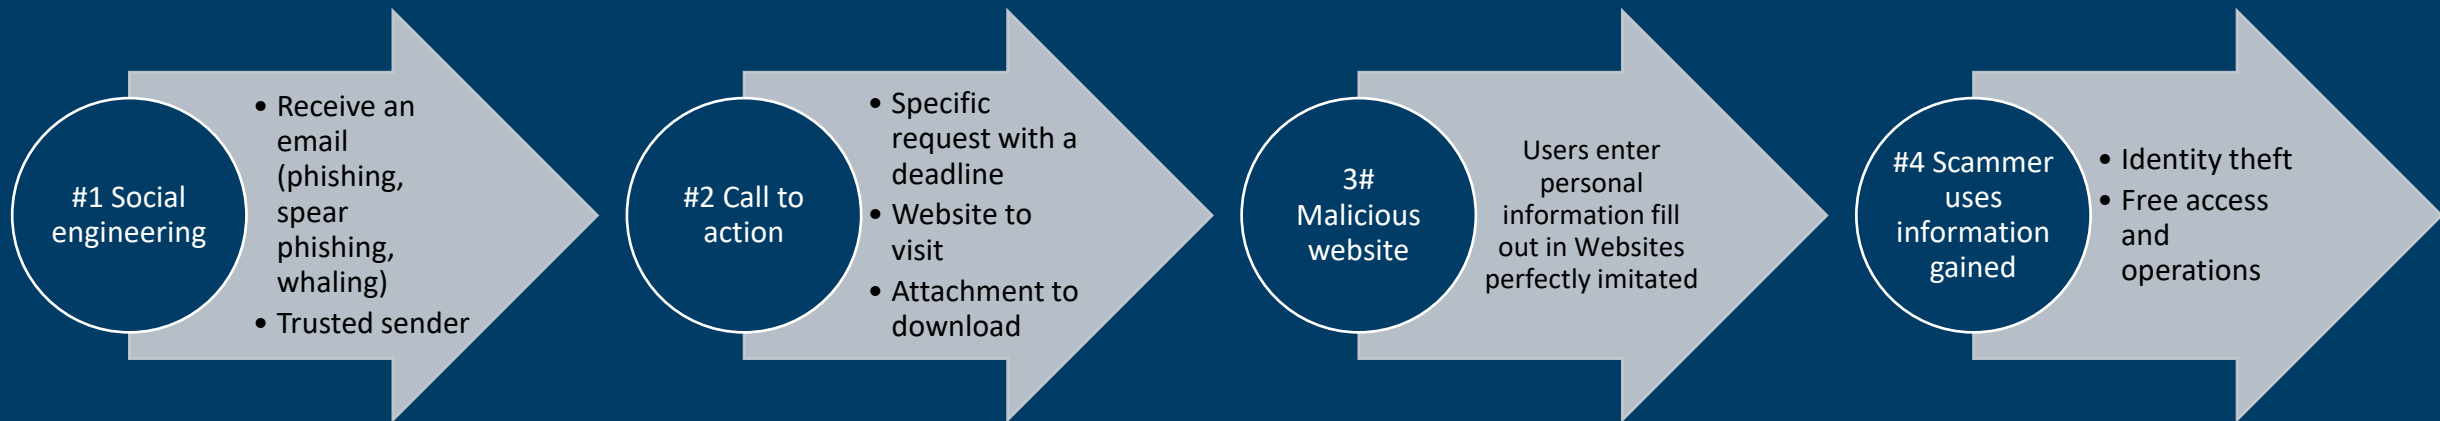 #1 Social
engineering
• Receive an
email
(phishing,
spear
phishing,
whaling)
• Trusted sender
#2 Call to
action
• Specific
request with a
deadline
• Website to
visit
• Attachment to
download
3#
Malicious
website
Users enter
personal
information fill
out in Websites
perfectly imitated
#4 Scammer
uses
information
gained
• Identity theft
• Free access
and
operations